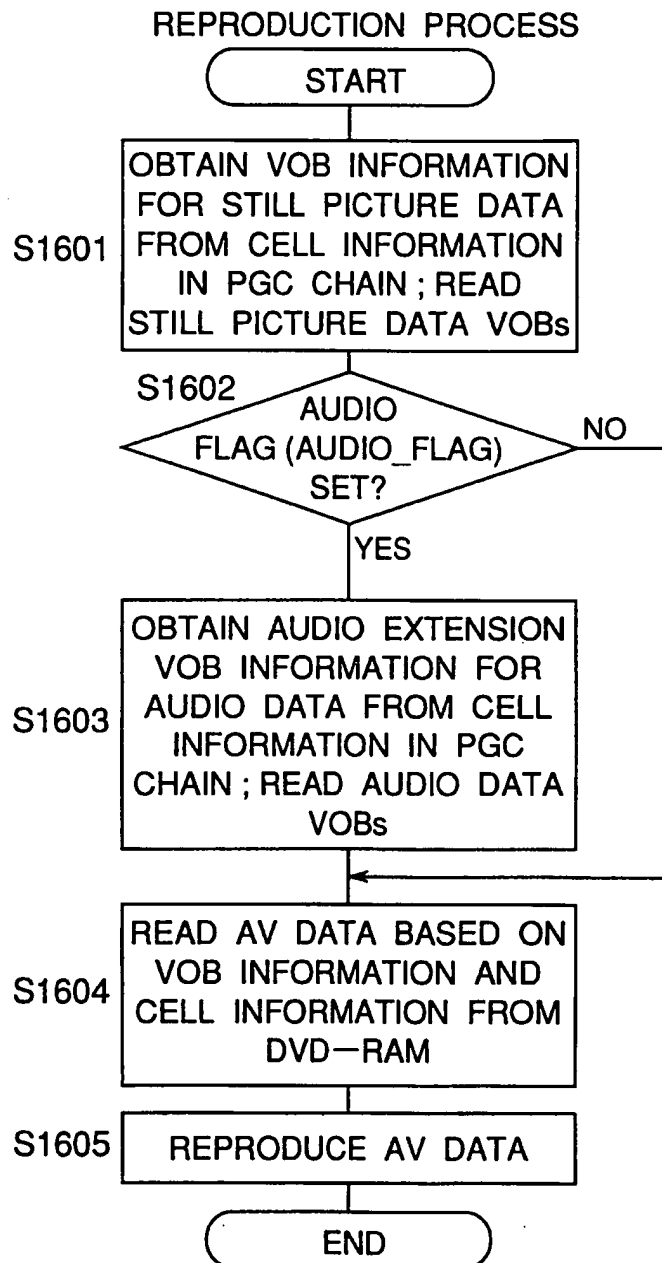 REPRODUCTION PROCESS
START
S1601
OBTAIN VOB INFORMATION
FOR STILL PICTURE DATA
FROM CELL INFORMATION
IN PGC CHAIN ; READ
STILL PICTURE DATA VOBs
S1602
AUDIO
FLAG (AUDIO_FLAG)
SET?
NO
YES
S1603
OBTAIN AUDIO EXTENSION
VOB INFORMATION FOR
AUDIO DATA FROM CELL
INFORMATION IN PGC
CHAIN ; READ AUDIO DATA
VOBs
S1604
READ AV DATA BASED ON
VOB INFORMATION AND
CELL INFORMATION FROM
DVD—RAM
S1605
REPRODUCE AV DATA
END